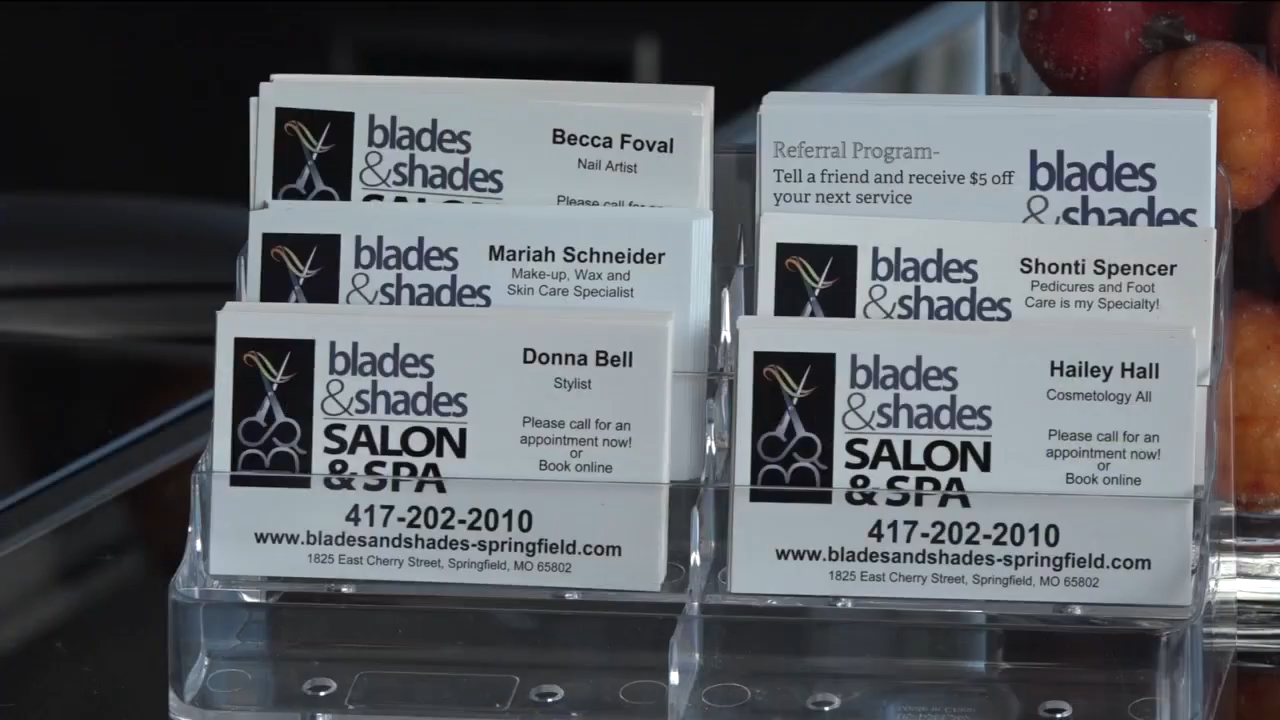 blades
&shades
Becca Foval
Nail Artist
Mariah Schneider
Make-up, Wax and
Skin Care Specialist
blades
&shades
Donna Bell
Stylist
blades
&shades
SALON
& SPA
Please call for an
appointment now!
or
Book online
417-202-2010
www.bladesandshades-springfield.com
1825 East Cherry Street, Springfield, MO 65802
Referral Program-
Tell a friend and receive $5 off
your next service
blades
&shades
Shonti Spencer
Pedicures and Foot
Care is my Specialty!
blades
&shades
Hailey Hall
Cosmetology All
blades
&shades
SALON
& SPA
Please call for an
appointment now!
or
Book online
417-202-2010
www.bladesandshades-springfield.com
1825 East Cherry Street, Springfield, MO 65802